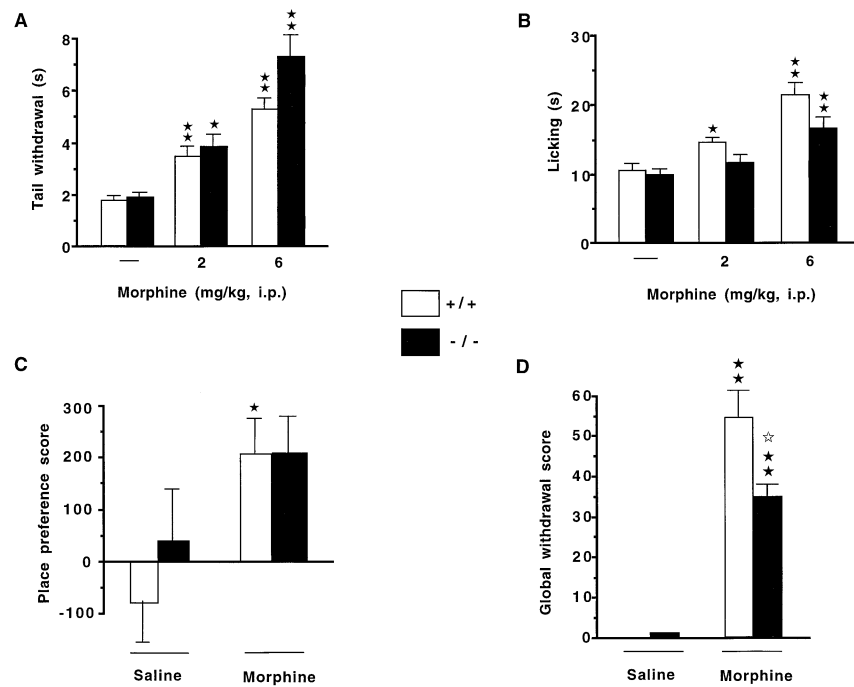 A
Tail withdrawal (s)
8
6
4
2
0
— 2 6
Morphine (mg/kg, i.p.)
B
Licking (s)
30
20
10
0
— 2 6
Morphine (mg/kg, i.p.)
+/+
-/-
C
Place preference score
300
200
100
0
-100
Saline Morphine
D
Global withdrawal score
60
50
40
30
20
10
0
Saline Morphine